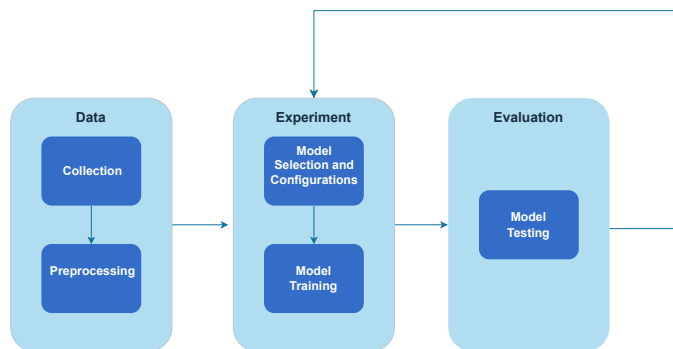 Data
Collection
Preprocessing
Experiment
Model
Selection and
Configurations
Model
Training
Evaluation
Model
Testing